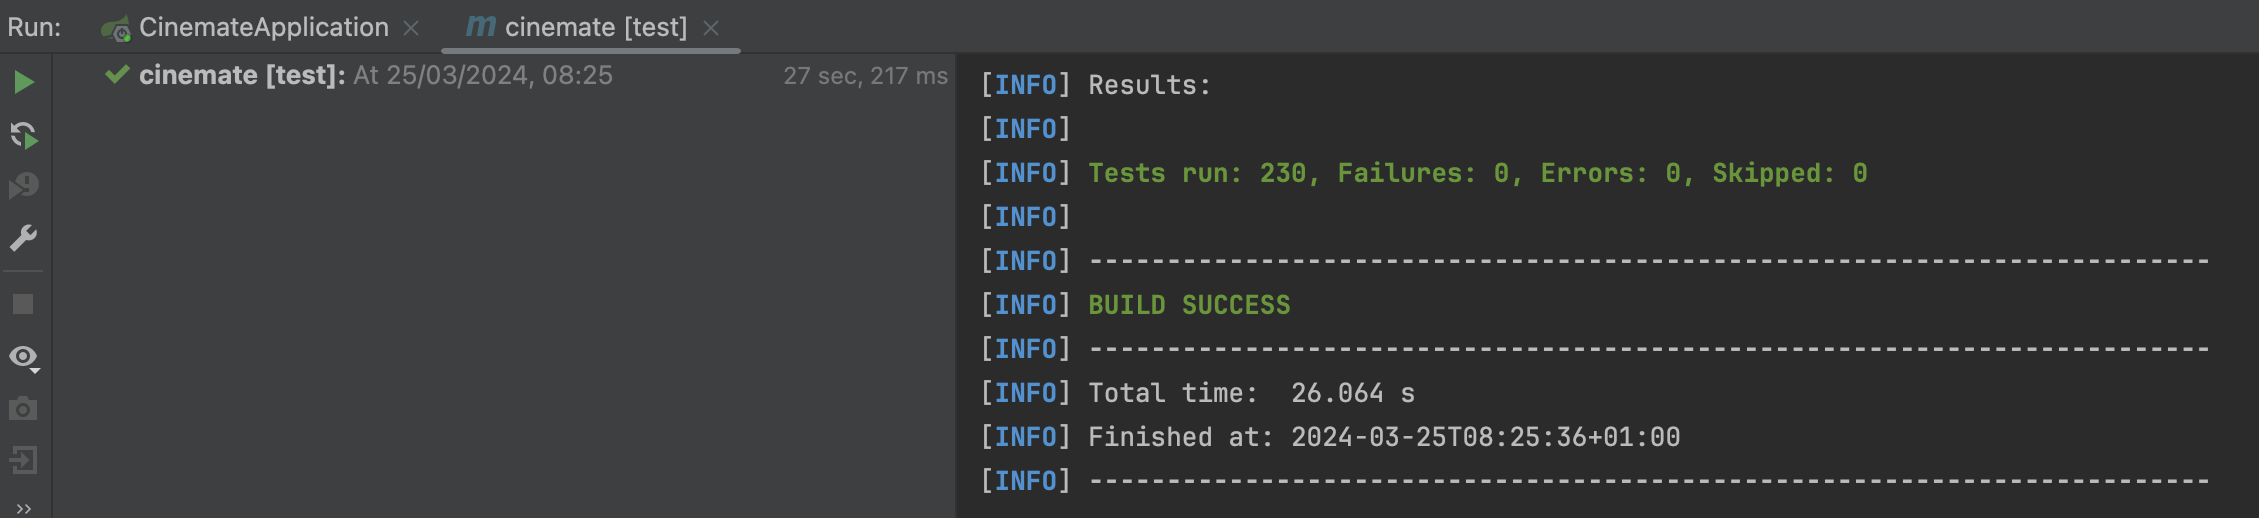 Run: CinemateApplication × m cinemate [test] ×
cinemate [test]: At 25/03/2024, 08:25 27 sec, 217 ms
[INFO] Results:
[INFO]
[INFO] Tests run: 230, Failures: 0, Errors: 0, Skipped: 0
[INFO]
[INFO] ------------------------------------------------------------------------
[INFO] BUILD SUCCESS
[INFO] ------------------------------------------------------------------------
[INFO] Total time:  26.064 s
[INFO] Finished at: 2024-03-25T08:25:36+01:00
[INFO] ------------------------------------------------------------------------